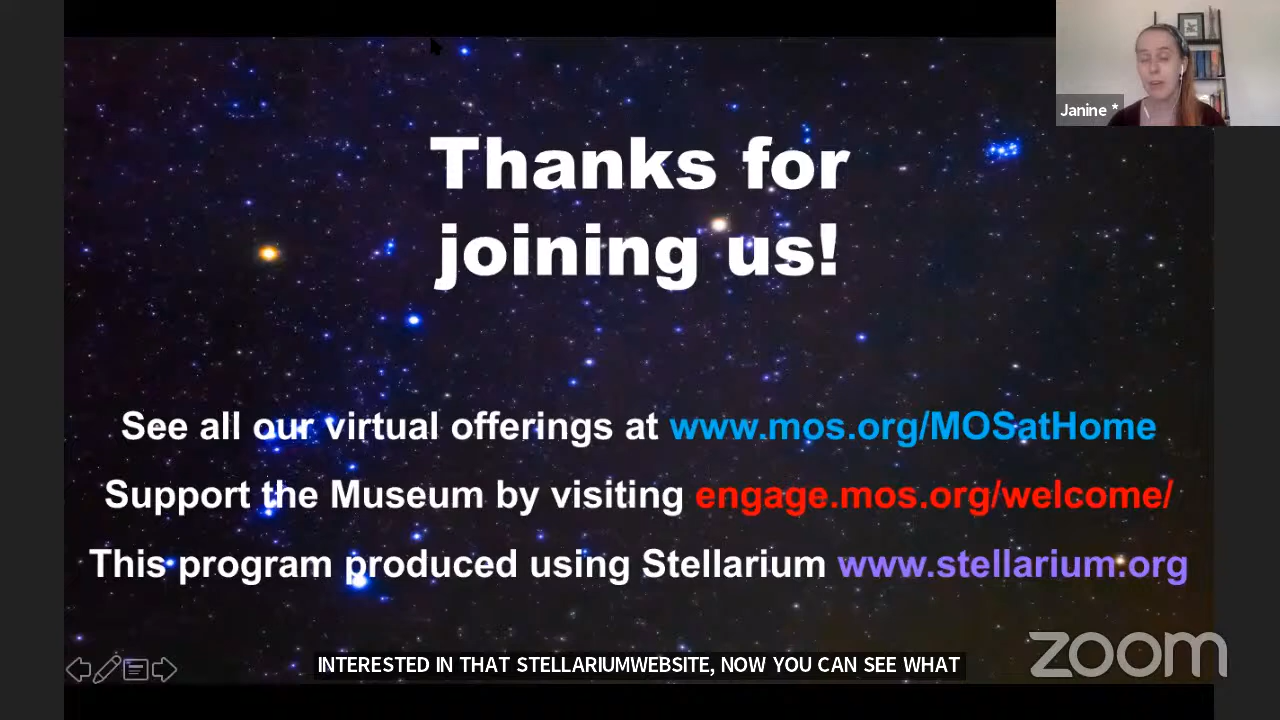 Janine *
Thanks for
joining us!
See all our virtual offerings at www.mos.org/MOSatHome
Support the Museum by visiting engage.mos.org/welcome/
This program produced using Stellarium www.stellarium.org
INTERESTED IN THAT STELLARIUMWEBSITE, NOW YOU CAN SEE WHAT
zoom